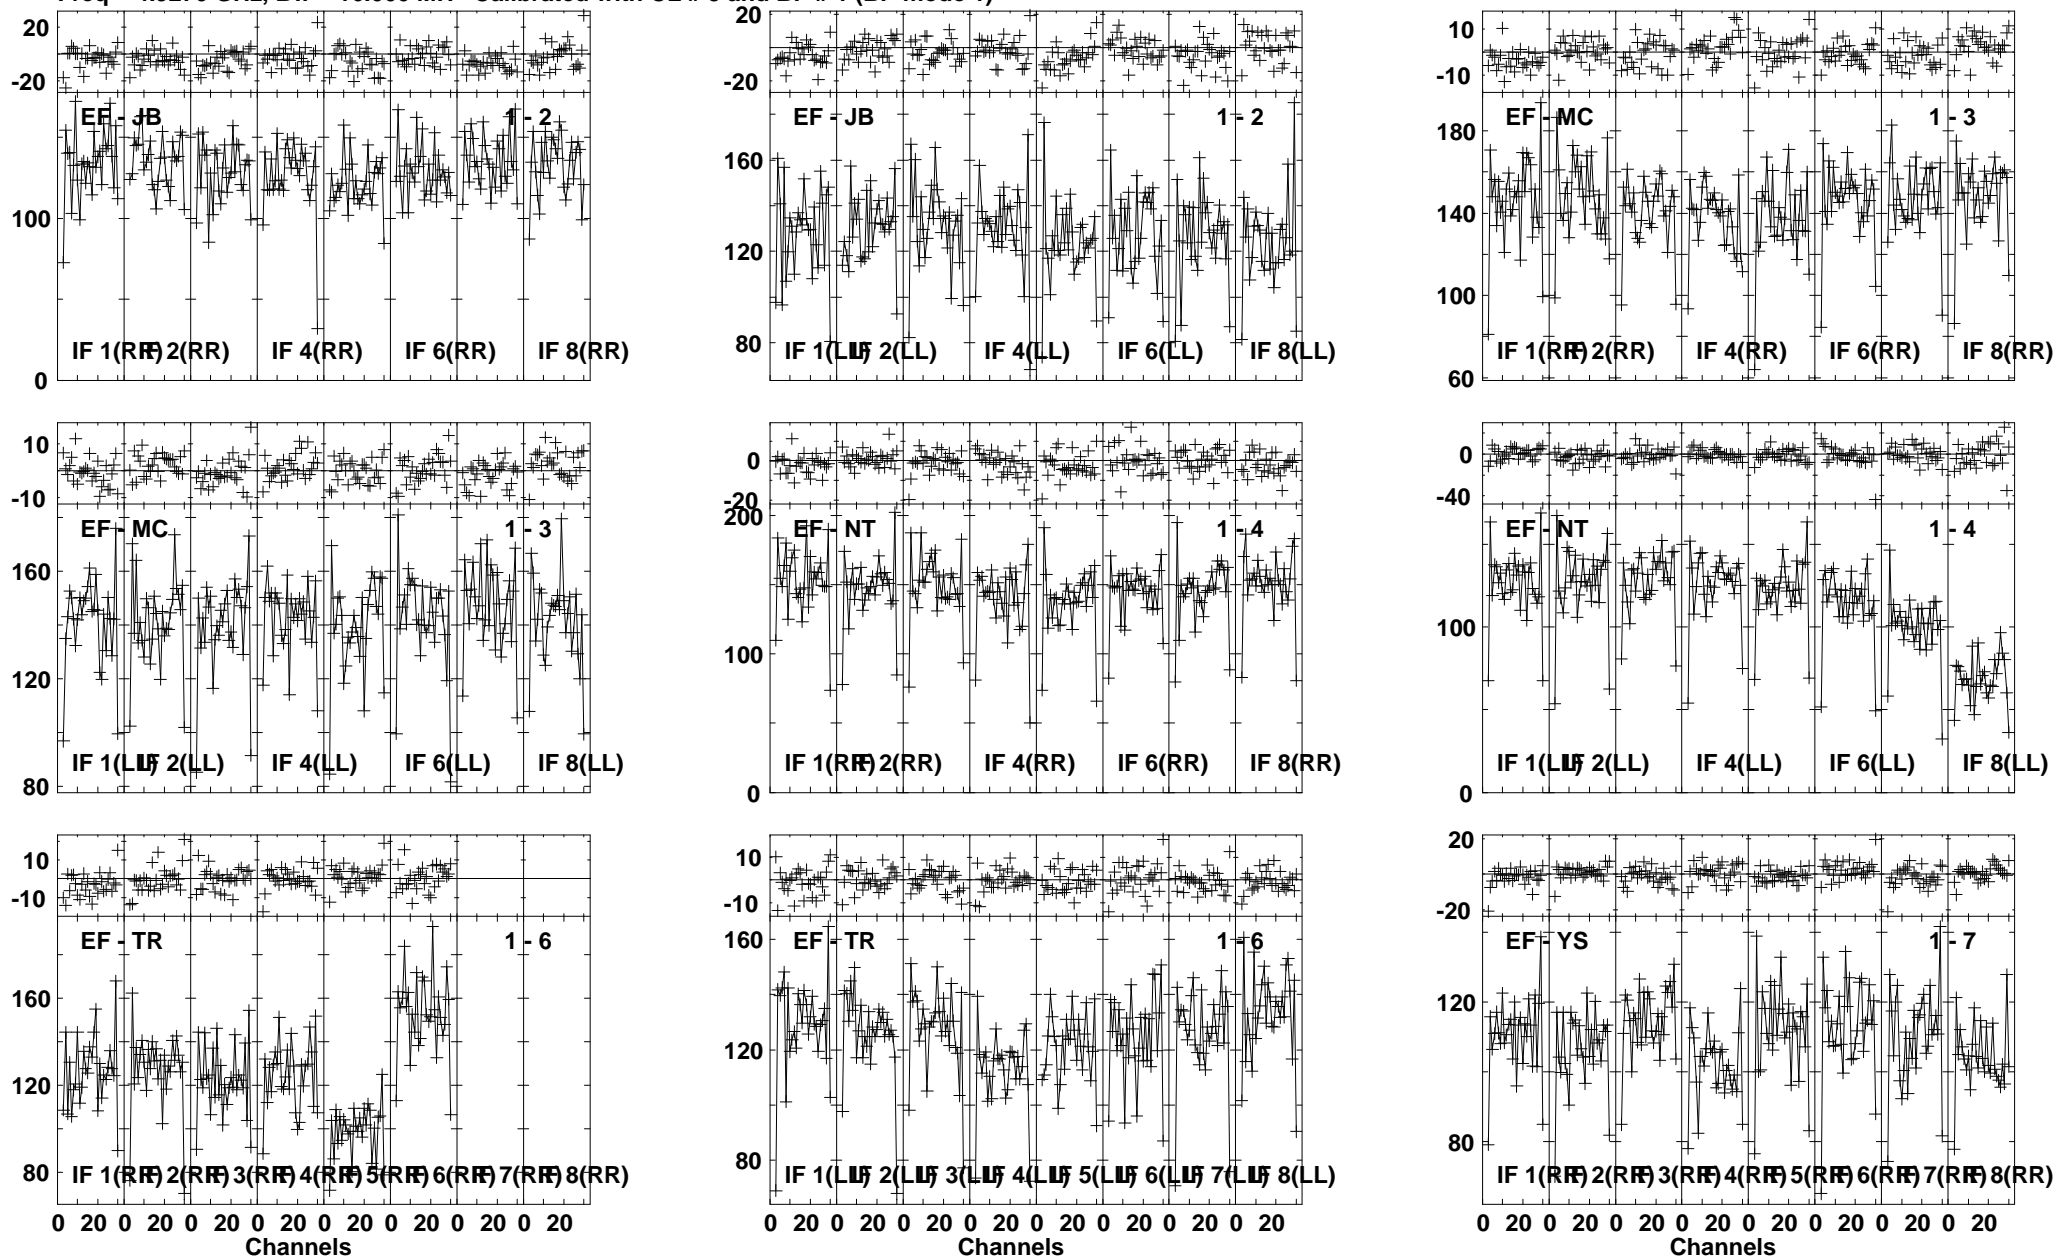 20
-20
EF - JB
1 - 2
100
IF 1(RR)
IF 2(RR)
IF 4(RR)
IF 6(RR)
IF 8(RR)
0
20
-20
EF - JB
1 - 2
160
120
80
IF 1(LL)
IF 2(LL)
IF 4(LL)
IF 6(LL)
IF 8(LL)
10
-10
EF - MC
1 - 3
180
140
100
60
IF 1(RR)
IF 2(RR)
IF 4(RR)
IF 6(RR)
IF 8(RR)
10
-10
EF - MC
1 - 3
160
120
80
IF 1(LL)
IF 2(LL)
IF 4(LL)
IF 6(LL)
IF 8(LL)
0
-20
200
EF - NT
1 - 4
100
0
IF 1(RR)
IF 2(RR)
IF 4(RR)
IF 6(RR)
IF 8(RR)
0
-40
EF - NT
1 - 4
100
0
IF 1(LL)
IF 2(LL)
IF 4(LL)
IF 6(LL)
IF 8(LL)
10
-10
EF - TR
1 - 6
160
120
80
IF 1(RR)
IF 2(RR)
IF 3(RR)
IF 4(RR)
IF 5(RR)
IF 6(RR)
IF 7(RR)
IF 8(RR)
0 20 0 20 0 20 0 20 0 20 0 20 0 20 0 20
Channels
10
-10
EF - TR
1 - 6
160
120
80
IF 1(LL)
IF 2(LL)
IF 3(LL)
IF 4(LL)
IF 5(LL)
IF 6(LL)
IF 7(LL)
IF 8(LL)
0 20 0 20 0 20 0 20 0 20 0 20 0 20 0 20
Channels
20
-20
EF - YS
1 - 7
120
80
IF 1(RR)
IF 2(RR)
IF 3(RR)
IF 4(RR)
IF 5(RR)
IF 6(RR)
IF 7(RR)
IF 8(RR)
0 20 0 20 0 20 0 20 0 20 0 20 0 20 0 20
Channels